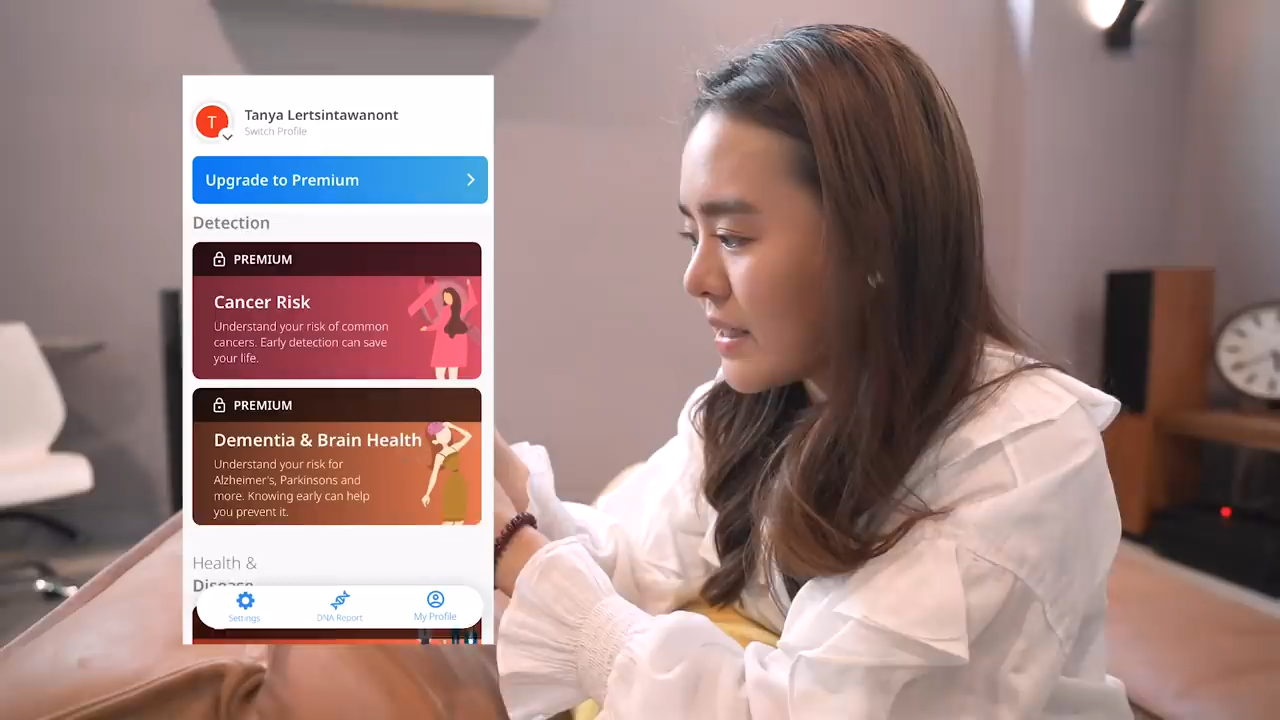 T
Tanya Lertsintawanont
Switch Profile
Upgrade to Premium
Detection
PREMIUM
Cancer Risk
Understand your risk of common
cancers. Early detection can save
your life.
PREMIUM
Dementia & Brain Health
Understand your risk for
Alzheimer's, Parkinsons and
more. Knowing early can help
you prevent it.
Health &
Disease
Settings
DNA Report
My Profile